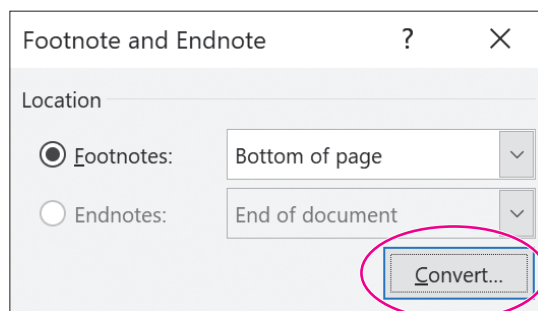 Footnote and Endnote ? ×
Location
Footnotes: Bottom of page
Endnotes: End of document
Convert...